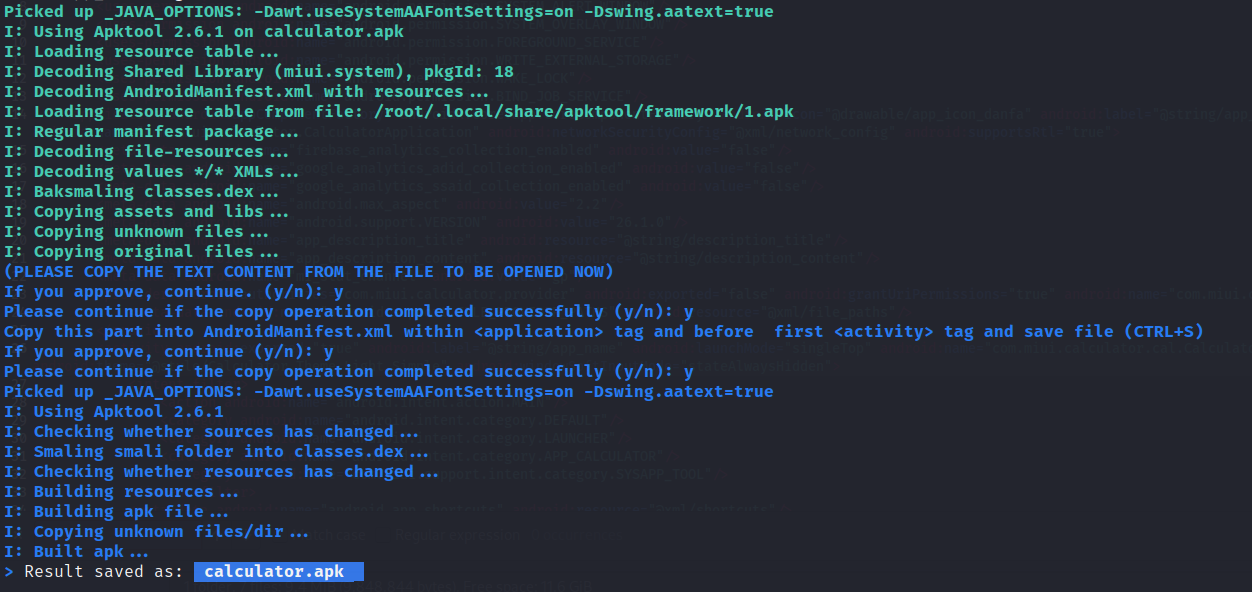 Picked up _JAVA_OPTIONS: -Dawt.useSystemAAFontSettings=on -Dswing.aatext=true
I: Using Apktool 2.6.1 on calculator.apk
I: Loading resource table...
I: Decoding Shared Library (miui.system), pkgId: 18
I: Decoding AndroidManifest.xml with resources...
I: Loading resource table from file: /root/.local/share/apktool/framework/1.apk
I: Regular manifest package...
I: Decoding file-resources...
I: Decoding values */* XMLs...
I: Baksmaling classes.dex...
I: Copying assets and libs...
I: Copying unknown files...
I: Copying original files...
(PLEASE COPY THE TEXT CONTENT FROM THE FILE TO BE OPENED NOW)
If you approve, continue. (y/n): y
Please continue if the copy operation completed successfully (y/n): y
Copy this part into AndroidManifest.xml within <application> tag and before  first <activity> tag and save file (CTRL+S)
If you approve, continue (y/n): y
Please continue if the copy operation completed successfully (y/n): y
Picked up _JAVA_OPTIONS: -Dawt.useSystemAAFontSettings=on -Dswing.aatext=true
I: Using Apktool 2.6.1
I: Checking whether sources has changed...
I: Smaling smali folder into classes.dex...
I: Checking whether resources has changed...
I: Building resources...
I: Building apk file...
I: Copying unknown files/dir...
I: Built apk...
> Result saved as: calculator.apk